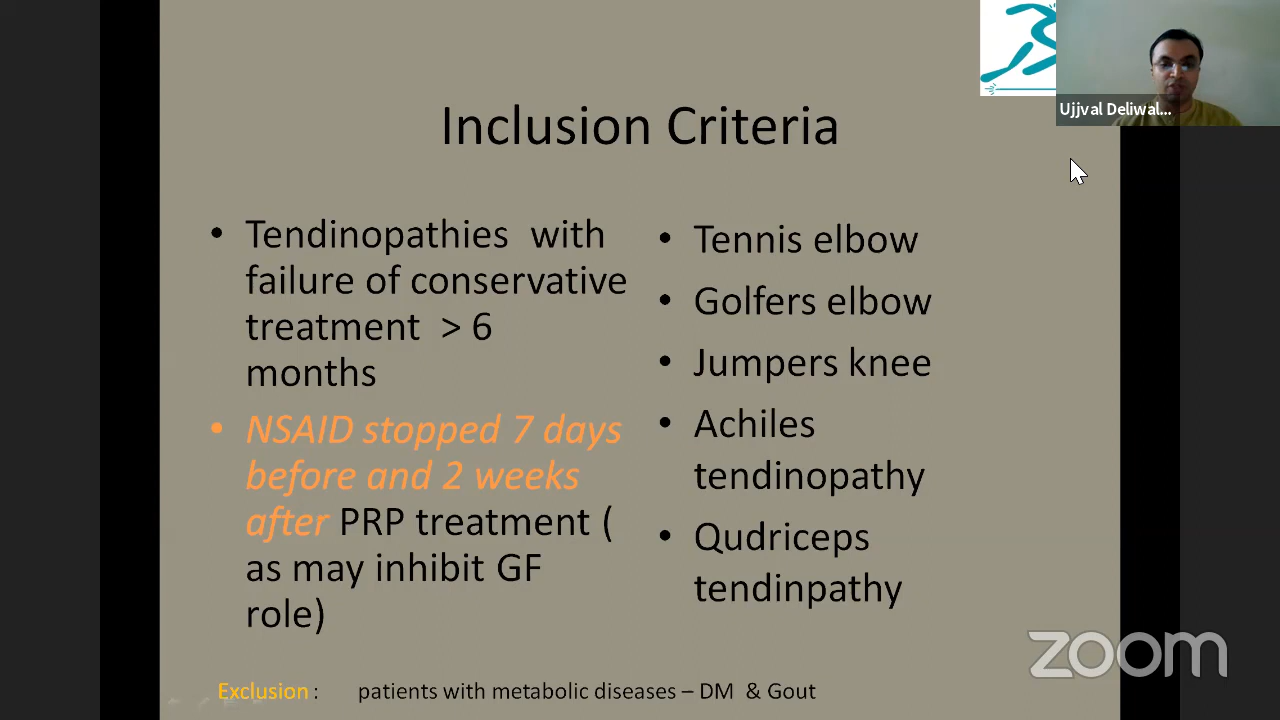 Ujjval Deliwal...
Inclusion Criteria
• Tendinopathies with
failure of conservative
treatment > 6
months
• NSAID stopped 7 days
before and 2 weeks
after PRP treatment (
as may inhibit GF
role)
• Tennis elbow
• Golfers elbow
• Jumpers knee
• Achiles
tendinopathy
• Qudriceps
tendinpathy
Exclusion : patients with metabolic diseases – DM & Gout
zoom